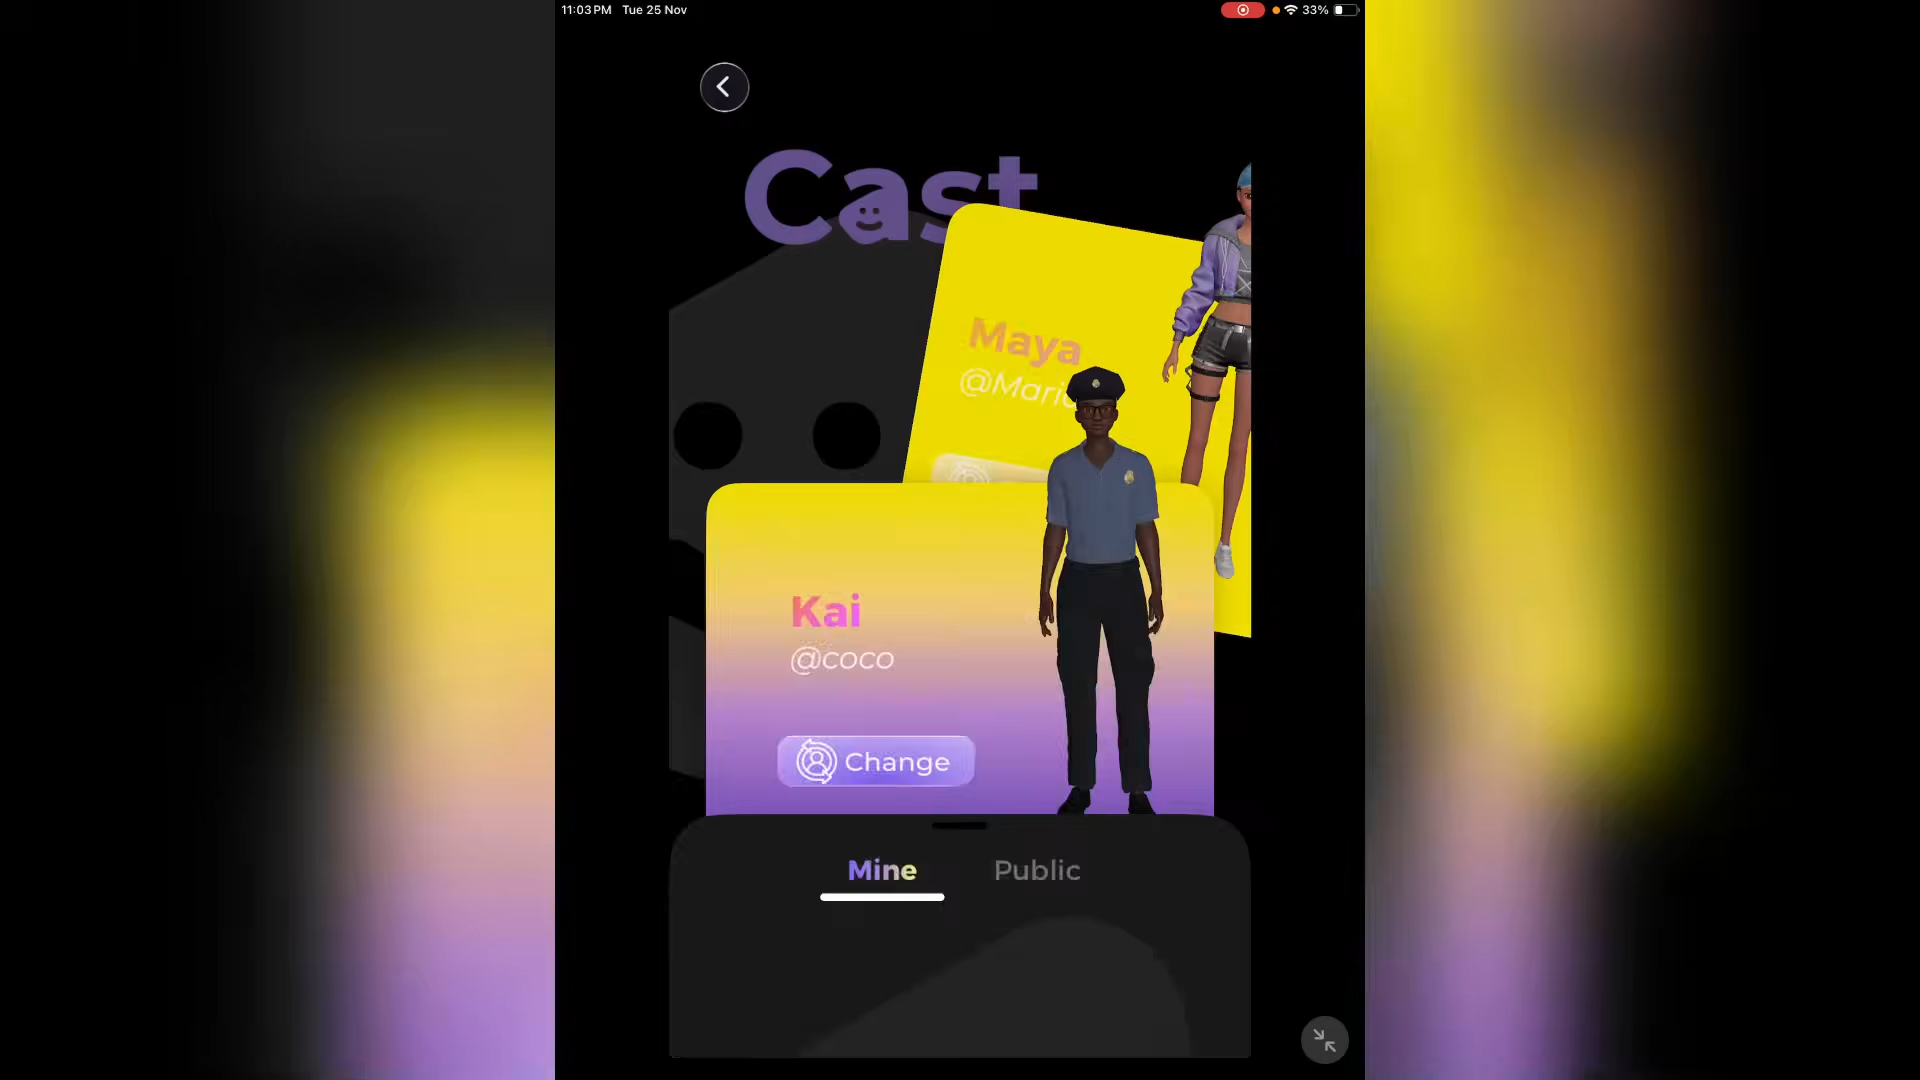 11:03 PM Tue 25 Nov
33%
Cast
Maya
Kai
@coco
Change
Mine Public